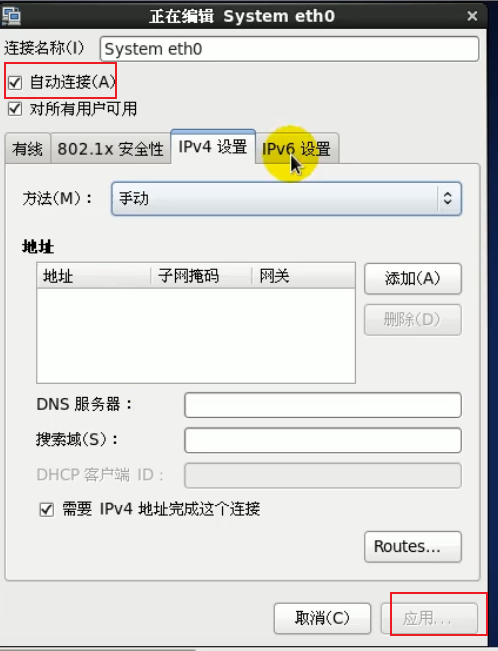 正在编辑 System eth0
连接名称(I) System eth0
自动连接(A)
对所有用户可用
有线 802.1x 安全性 IPv4 设置 IPv6 设置
方法(M)： 手动
地址
地址 子网掩码 网关
添加(A)
删除(D)
DNS 服务器：
搜索域(S)：
DHCP 客户端 ID：
需要 IPv4 地址完成这个连接
Routes…
取消(C) 应用...